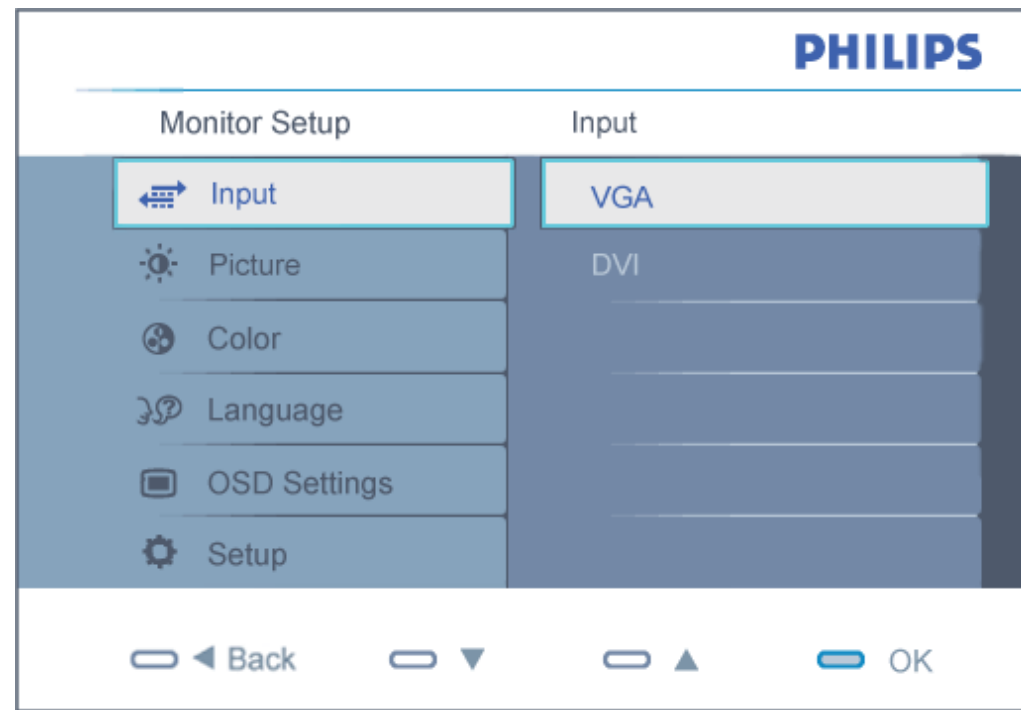 PHILIPS
Monitor Setup Input
Input VGA
Picture DVI
Color
Language
OSD Settings
Setup
Back OK